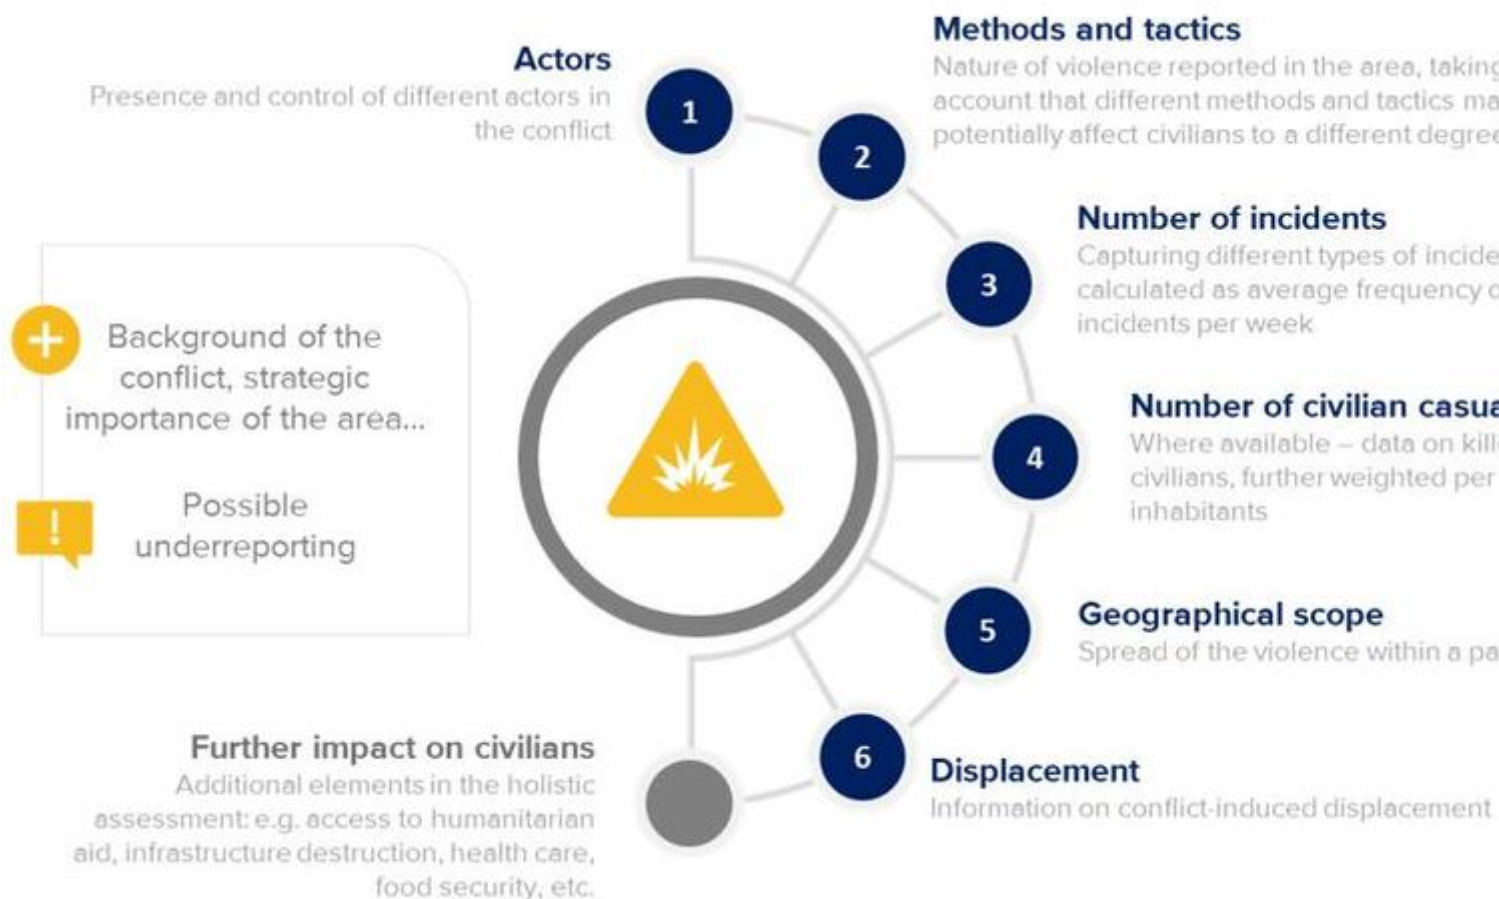 Actors
Presence and control of different actors in
the conflict
1
Methods and tactics
Nature of violence reported in the area, taking
account that different methods and tactics ma
potentially affect civilians to a different degree
2
Number of incidents
Capturing different types of incide
calculated as average frequency
incidents per week
3
Number of civilian casua
Where available – data on kill
civilians, further weighted per
inhabitants
4
Geographical scope
Spread of the violence within a pa
5
Displacement
Information on conflict-induced displacement
6
Further impact on civilians
Additional elements in the holistic
assessment: e.g. access to humanitarian
aid, infrastructure destruction, health care,
food security, etc.
+
Background of the
conflict, strategic
importance of the area...
!
Possible
underreporting